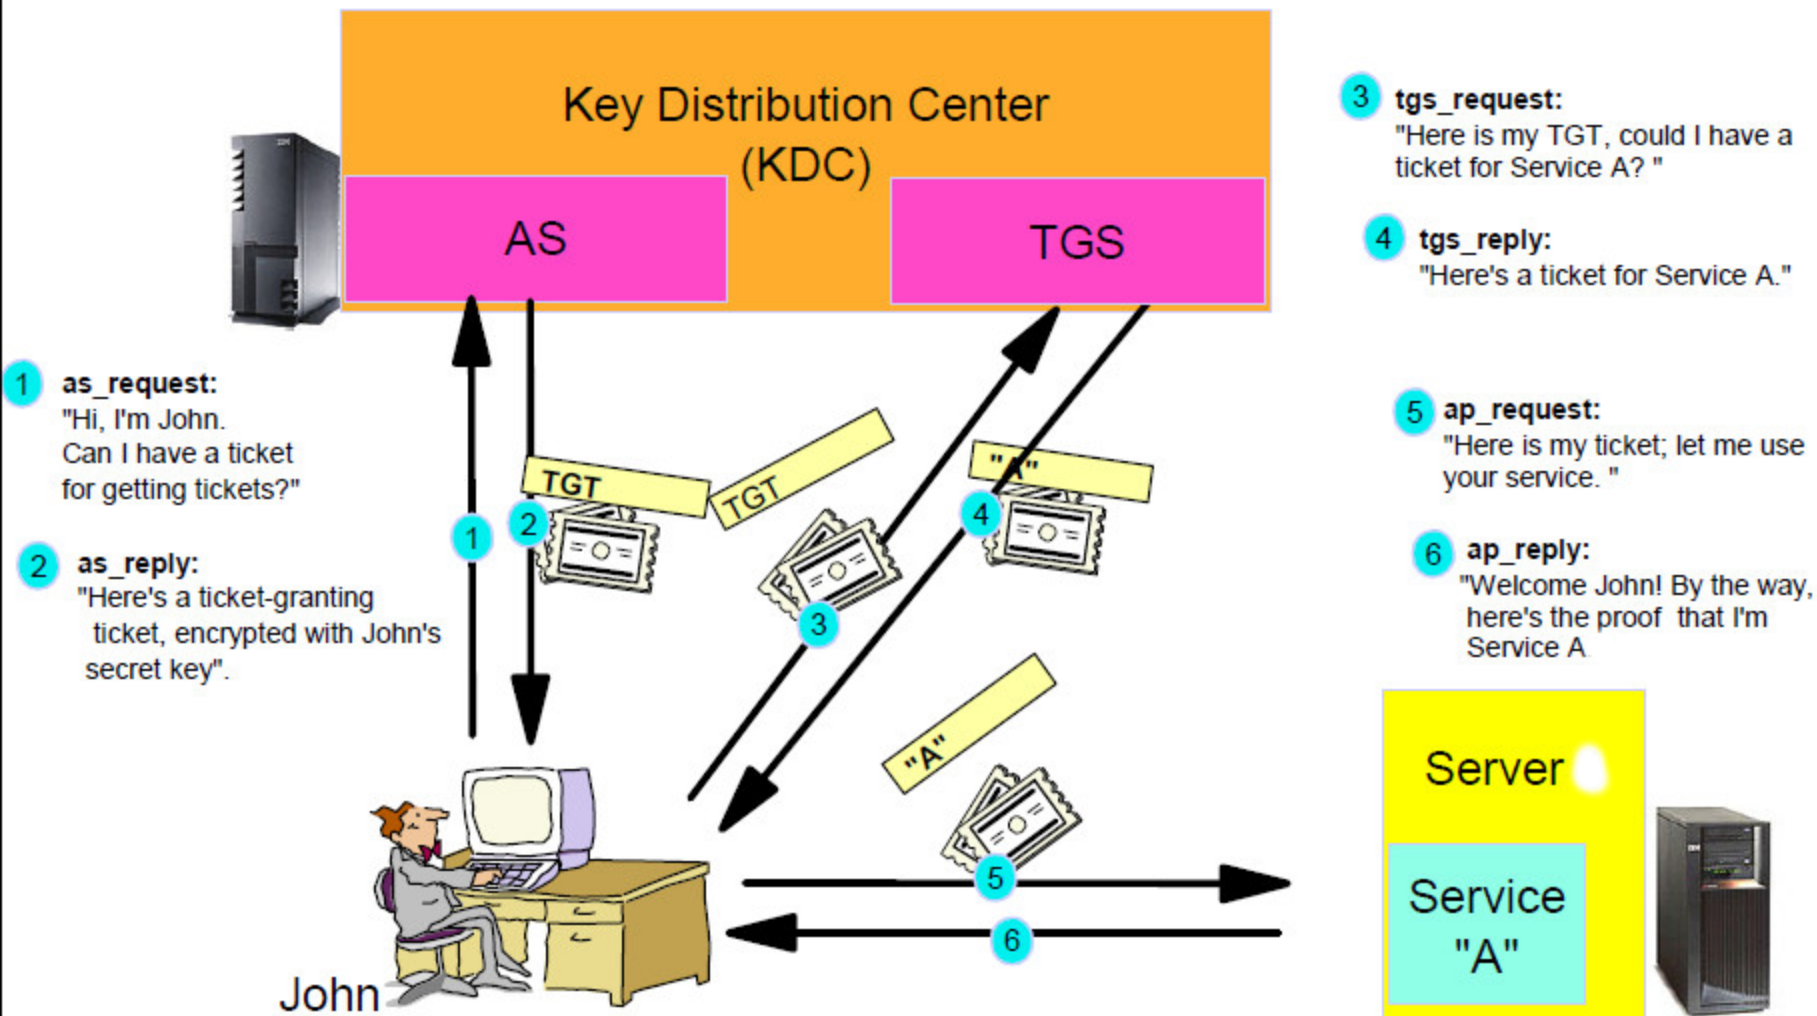 Key Distribution Center
(KDC)
AS
TGS
1 as_request:
"Hi, I'm John.
Can I have a ticket
for getting tickets?"
2 as_reply:
"Here's a ticket-granting
ticket, encrypted with John's
secret key".
3 tgs_request:
"Here is my TGT, could I have a
ticket for Service A? "
4 tgs_reply:
"Here's a ticket for Service A."
5 ap_request:
"Here is my ticket; let me use
your service. "
6 ap_reply:
"Welcome John! By the way,
here's the proof that I'm
Service A
TGT
TGT
"A"
1
2
3
4
"A"
5
6
John
Server
Service
"A"
IBM
IBM